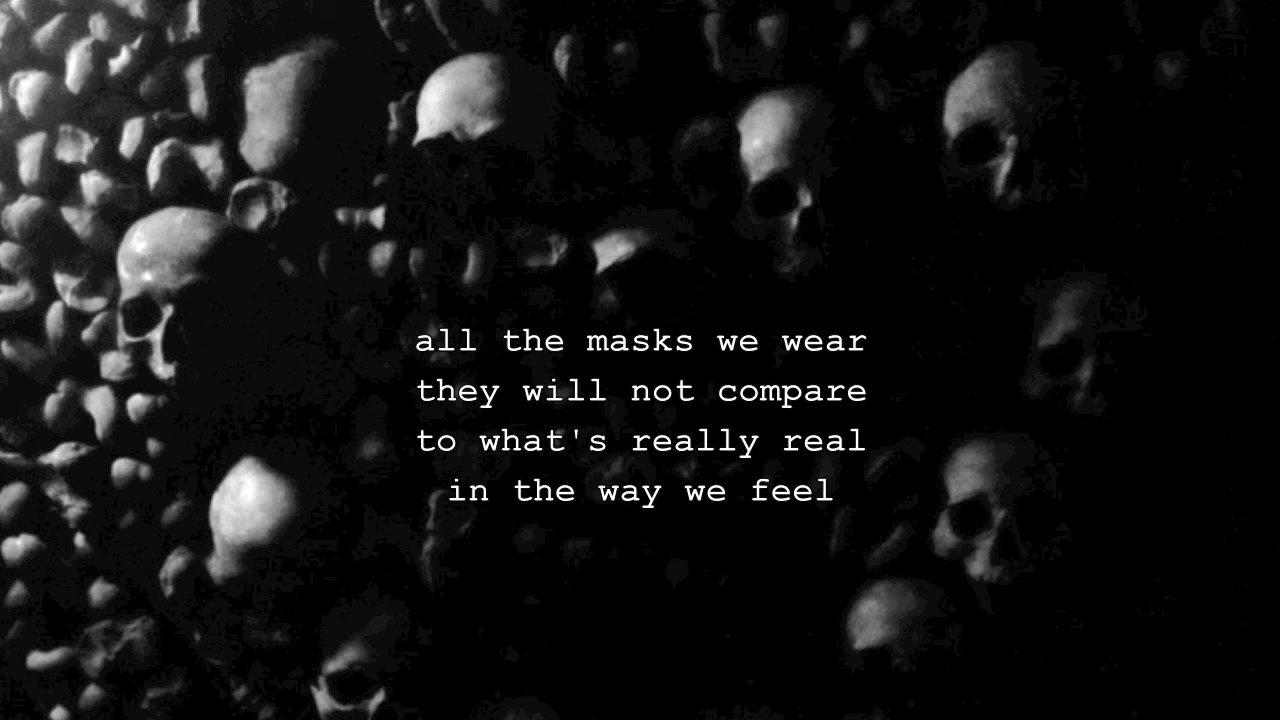 all the masks we wear
they will not compare
to what's really real
in the way we feel